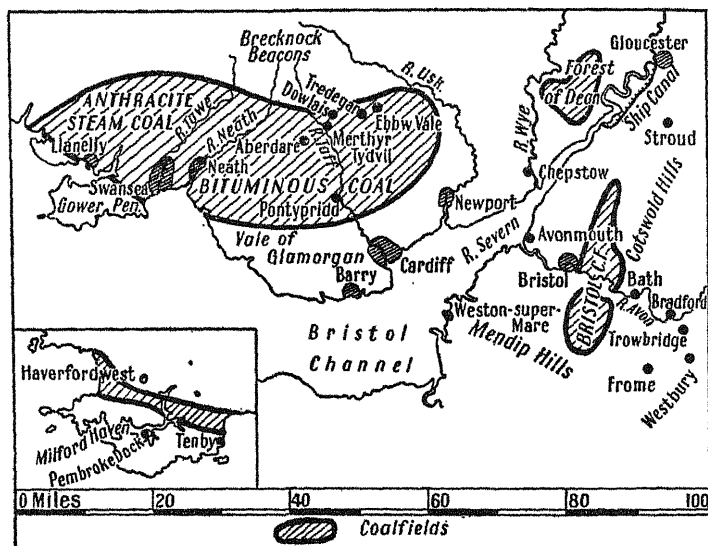 Brecknock
Beacons
Gloucester
Forest
of Dean
Ship Canal
R. Usk.
R. Wye
Tredegar
Dowlais
Ebbw Vale
ANTHRACITE
STEAM COAL
R. Tawe
R. Neath
R. Taff
Merthyr
Tydvil
Aberdare
Stroud
Llanelly
Neath
Swansea
BITUMINOUS COAL
Gower Pen.
Chepstow
Pontypridd
Newport
Cotswold Hills
Vale of
Glamorgan
Cardiff
R. Severn
Avonmouth
Bristol
BRISTOL C.F.
Bath
Barry
R. Avon
Bradford
Weston-super-
Mare
Mendip Hills
Trowbridge
Bristol
Channel
Frome
Westbury
Haverfordwest
Milford Haven
Pembroke Dock
Tenby
0 Miles 20 40 60 80 100
Coalfields